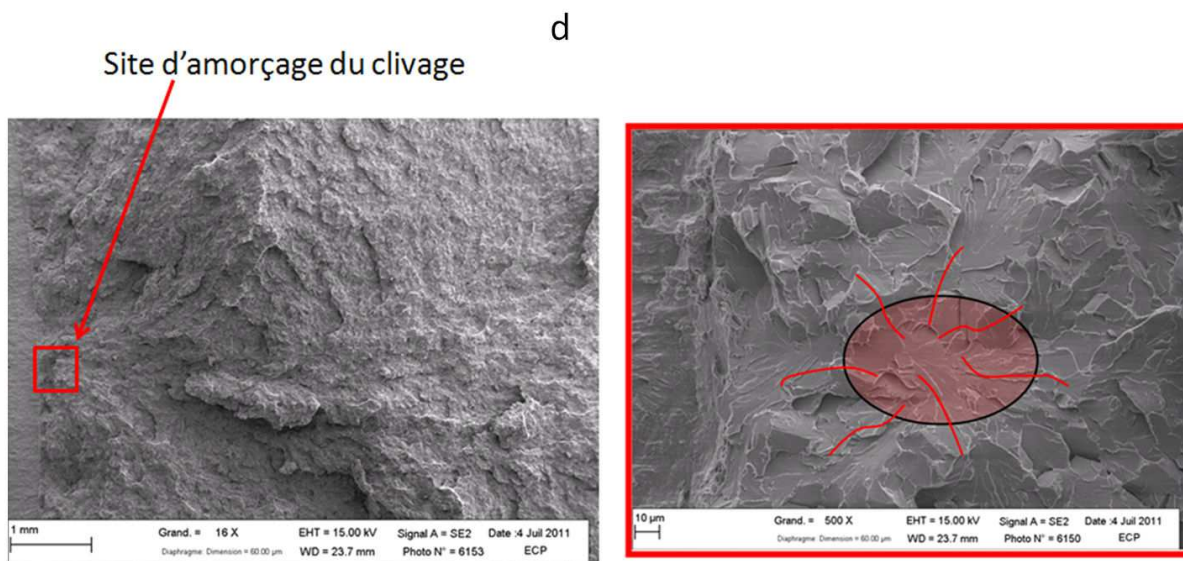 d
Site d'amorçage du clivage
1 mm
Grand. = 16 X
EHT = 15.00 kV
Signal A = SE2
Date :4 Juil 2011
Diaphragme: Dimension = 60.00 µm
WD = 23.7 mm
Photo N° = 6153
ECP
10 µm
Grand. = 500 X
EHT = 15.00 kV
Signal A = SE2
Date :4 Juil 2011
Diaphragme: Dimension = 60.00 µm
WD = 23.7 mm
Photo N° = 6150
ECP